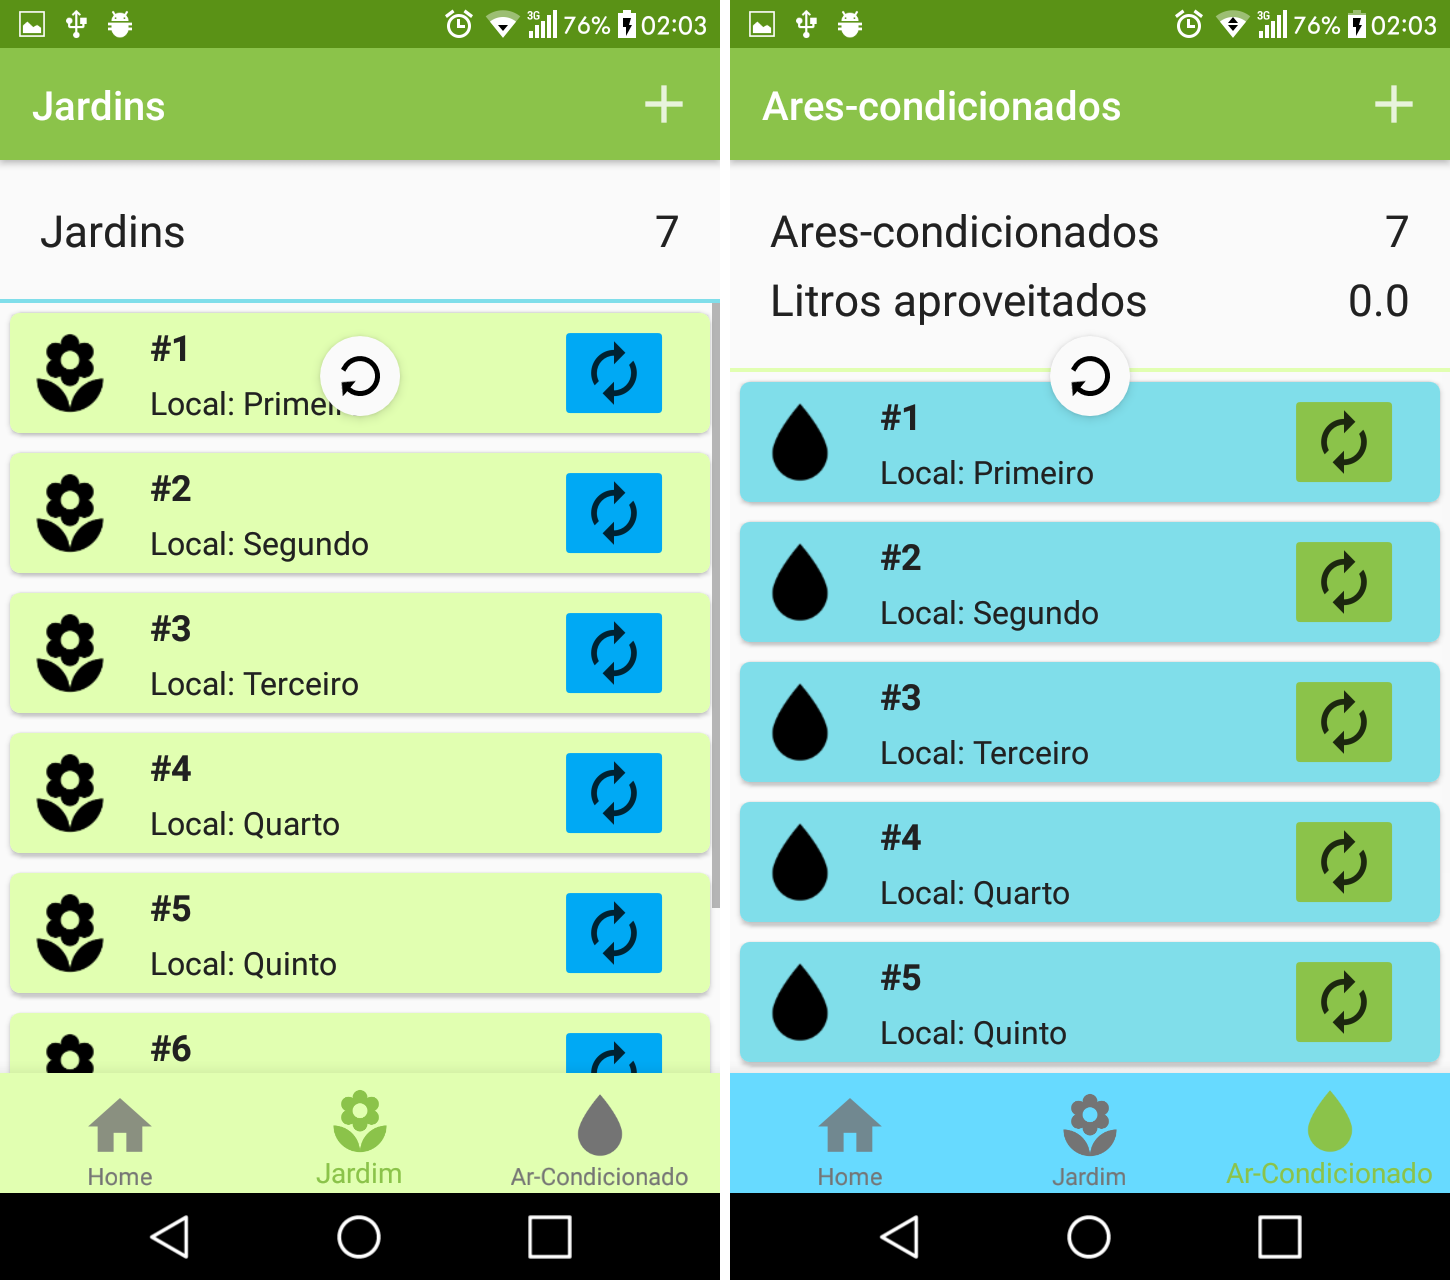 3G 76% 02:03
Jardins
Jardins 7
#1
Local: Primei
#2
Local: Segundo
#3
Local: Terceiro
#4
Local: Quarto
#5
Local: Quinto
#6
Home Jardim Ar-Condicionado
3G 76% 02:03
Ares-condicionados
Ares-condicionados 7
Litros aproveitados 0.0
#1
Local: Primeiro
#2
Local: Segundo
#3
Local: Terceiro
#4
Local: Quarto
#5
Local: Quinto
Home Jardim Ar-Condicionado